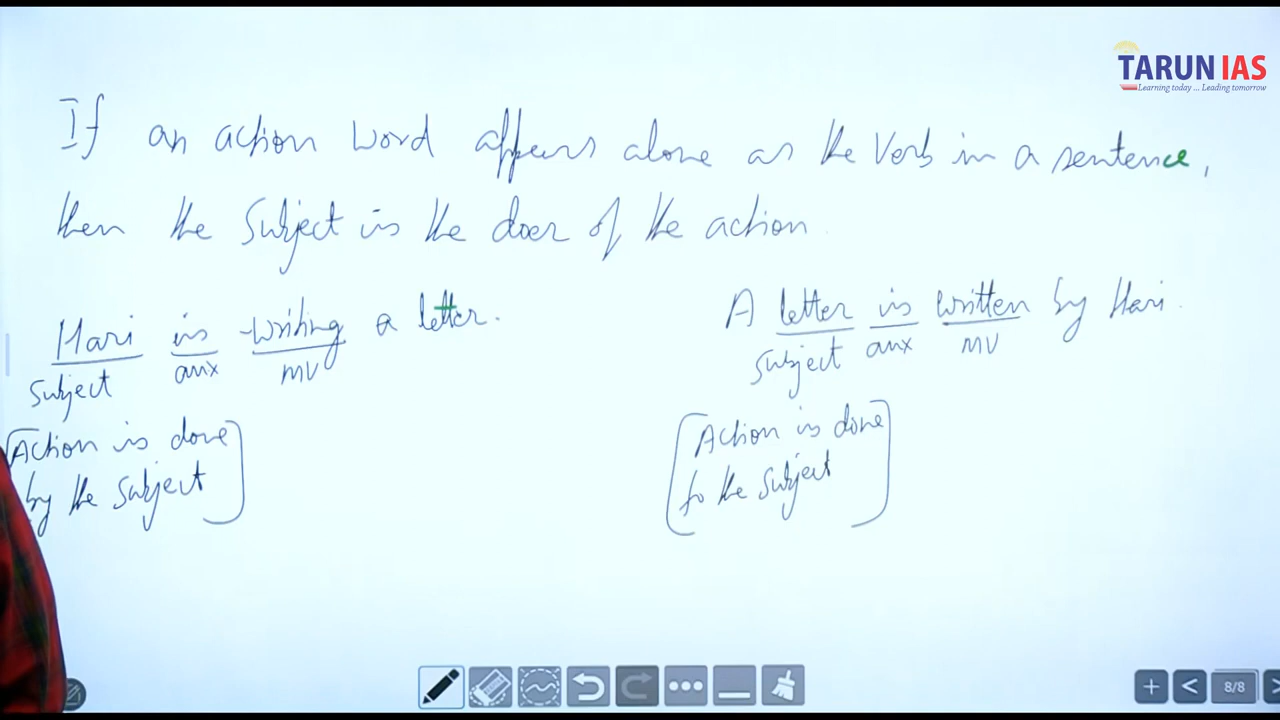 TARUN IAS
Learning today ... Leading tomorrow
If an action word appears alone as the Verb in a sentence,
then the Subject is the doer of the action.
Hari is writing a letter.
subject aux MV
[Action is done
by the subject]
A letter is written by Hari.
subject aux MV
[Action is done
to the subject]
8/8